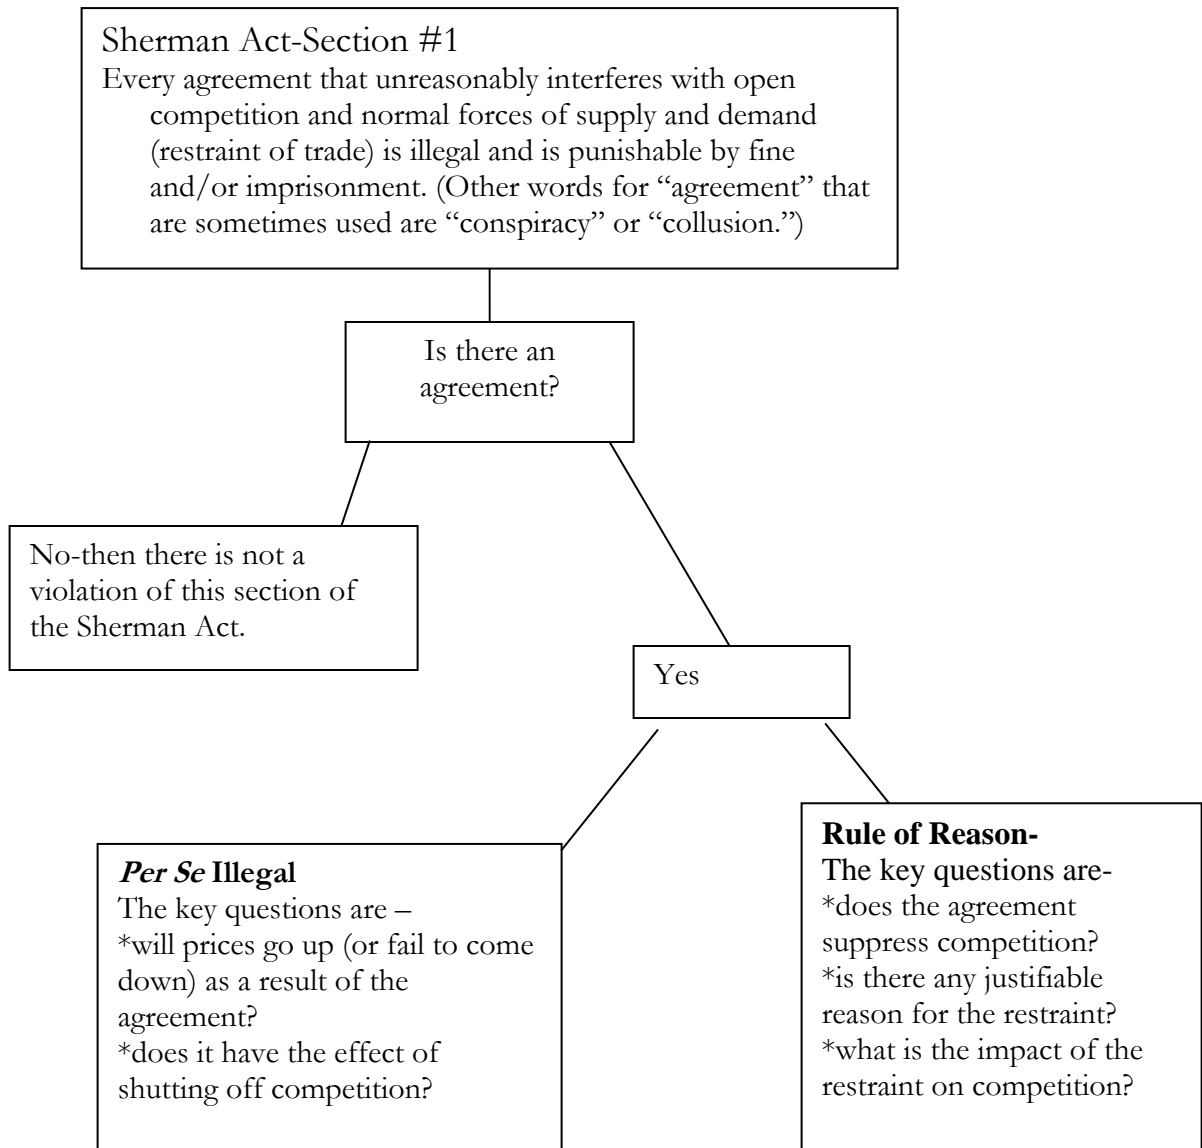 Sherman Act-Section #1
Every agreement that unreasonably interferes with open
competition and normal forces of supply and demand
(restraint of trade) is illegal and is punishable by fine
and/or imprisonment. (Other words for “agreement” that
are sometimes used are “conspiracy” or “collusion.”)
Is there an
agreement?
No-then there is not a
violation of this section of
the Sherman Act.
Yes
Per Se Illegal
The key questions are –
*will prices go up (or fail to come
down) as a result of the
agreement?
*does it have the effect of
shutting off competition?
Rule of Reason-
The key questions are-
*does the agreement
suppress competition?
*is there any justifiable
reason for the restraint?
*what is the impact of the
restraint on competition?